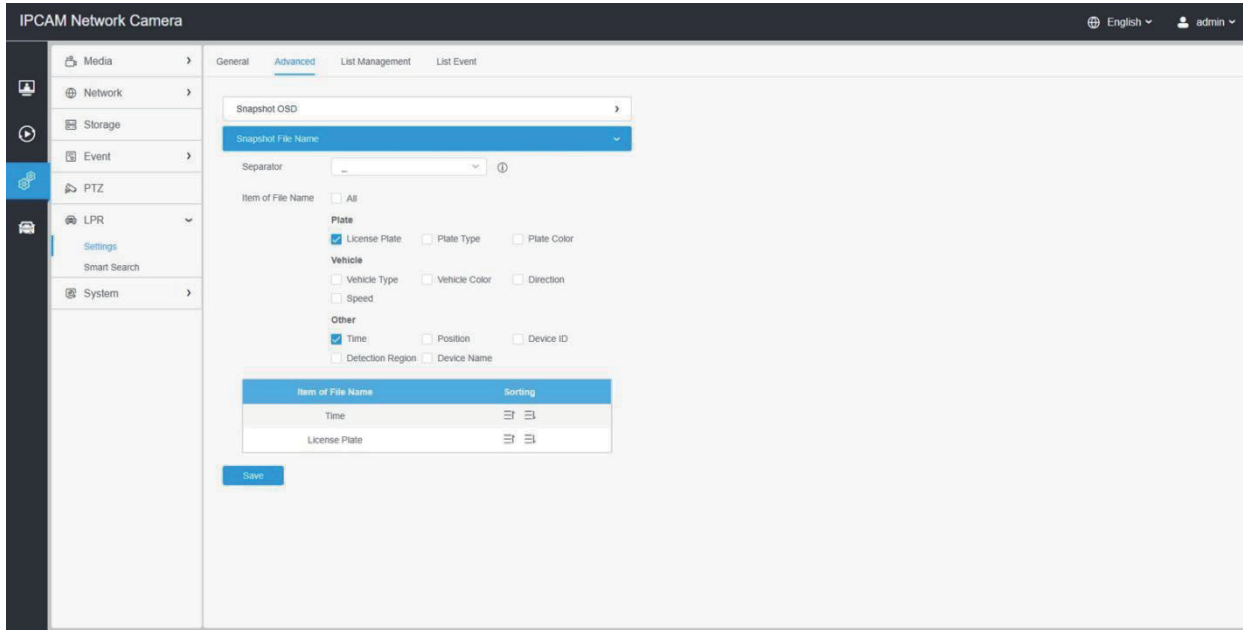 IPCAM Network Camera
English
admin
Media
Network
Storage
Event
PTZ
LPR
Settings
Smart Search
System
General Advanced List Management List Event
Snapshot OSD
Snapshot File Name
Separator _
Item of File Name All
Plate
License Plate Plate Type Plate Color
Vehicle
Vehicle Type Vehicle Color Direction
Speed
Other
Time Position Device ID
Detection Region Device Name
Item of File Name Sorting
Time
License Plate
Save